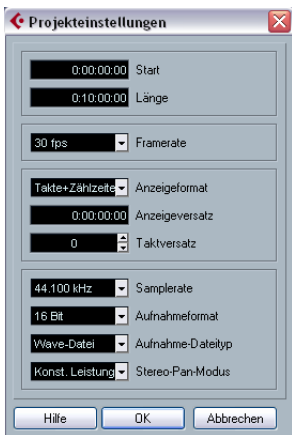 Projekteinstellungen
0:00:00:00 Start
0:10:00:00 Länge
30 fps Framerate
Takte+Zählzeite Anzeigeformat
0:00:00:00 Anzeigeversatz
0 Taktversatz
44.100 kHz Samplerate
16 Bit Aufnahmeformat
Wave-Datei Aufnahme-Dateityp
Konst. Leistung Stereo-Pan-Modus
Hilfe OK Abbrechen